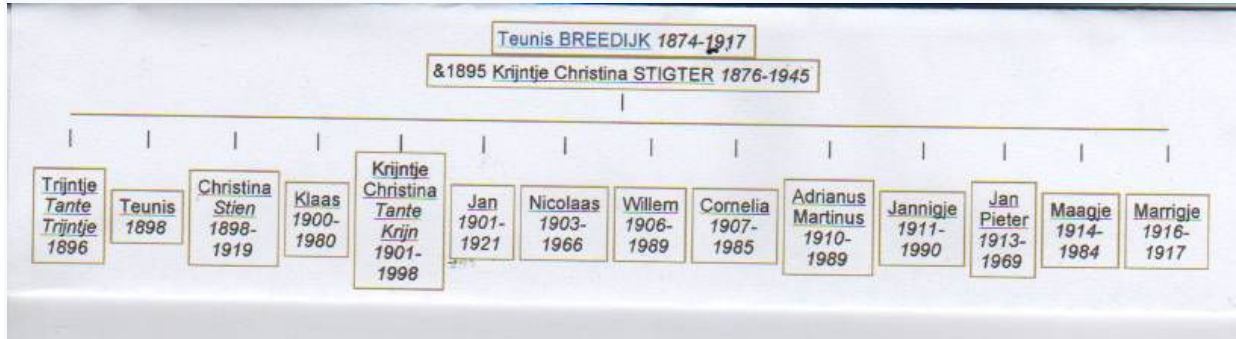 Teunis BREEDIJK 1874-1917
&1895 Krijntje Christina STIGTER 1876-1945
Trijntje
Tante
Trijntje
1896
Teunis
1898
Christina
Stien
1898-
1919
Klaas
1900-
1980
Krijntje
Christina
Tante
Krijn
1901-
1998
Jan
1901-
1921
Nicolaas
1903-
1966
Willem
1906-
1989
Cornelia
1907-
1985
Adrianus
Martinus
1910-
1989
Jannigje
1911-
1990
Jan
Pieter
1913-
1969
Maagje
1914-
1984
Marrigje
1916-
1917